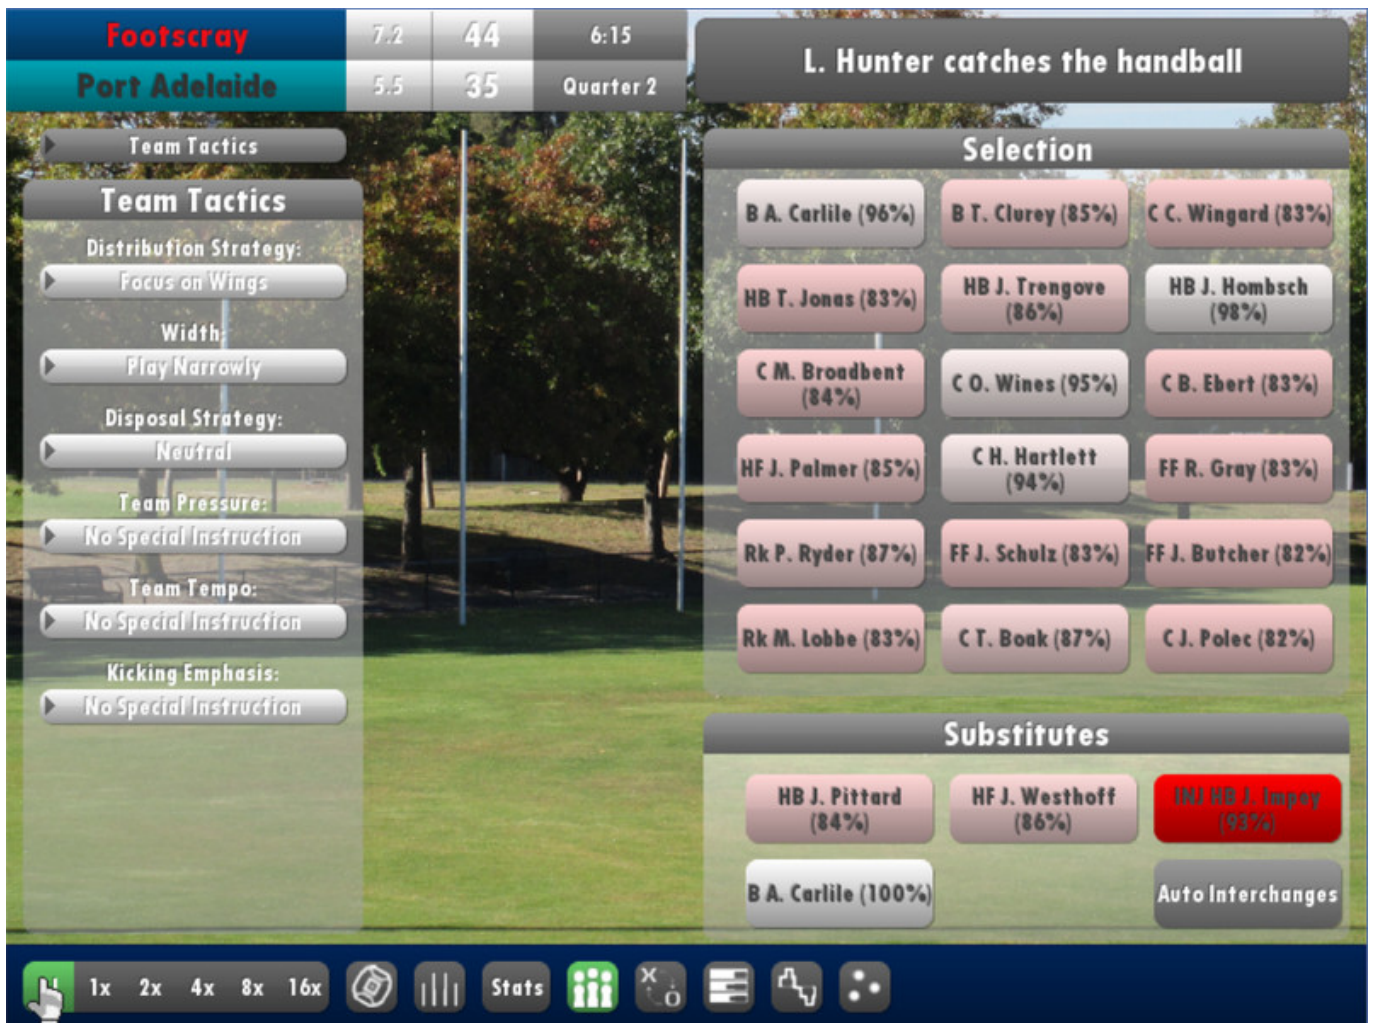 Footscray 7.2 44 6:15
Port Adelaide 5.5 35 Quarter 2
L. Hunter catches the handball
Team Tactics
Team Tactics
Distribution Strategy:
Focus on Wings
Width:
Play Narrowly
Disposal Strategy:
Neutral
Team Pressure:
No Special Instruction
Team Tempo:
No Special Instruction
Kicking Emphasis:
No Special Instruction
Selection
B A. Carlile (96%) B T. Clurey (85%) C C. Wingard (83%)
HB T. Jonas (83%) HB J. Trengove (86%) HB J. Hombsch (98%)
C M. Broadbent (84%) C O. Wines (95%) C B. Ebert (83%)
HF J. Palmer (85%) C H. Hartlett (94%) FF R. Gray (83%)
Rk P. Ryder (87%) FF J. Schulz (83%) FF J. Butcher (82%)
Rk M. Lobbe (83%) C T. Boak (87%) C J. Polec (82%)
Substitutes
HB J. Pittard (84%) HF J. Westhoff (86%) INJ HB J. Impey (93%)
B A. Carlile (100%) Auto Interchanges
1x 2x 4x 8x 16x Stats X O